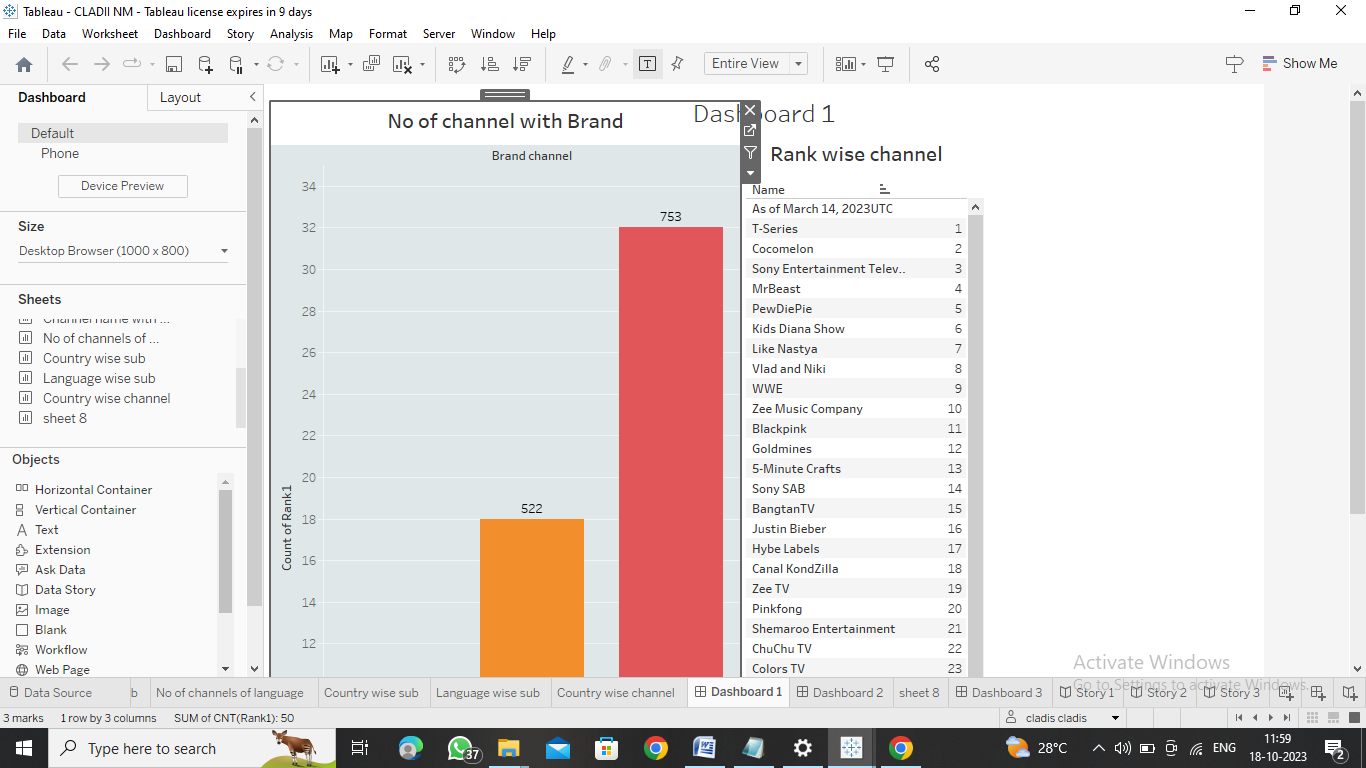 Tableau - CLADII NM - Tableau license expires in 9 days
File Data Worksheet Dashboard Story Analysis Map Format Server Window Help
Entire View
Show Me
Dashboard Layout
Default
Phone
Device Preview
Size
Desktop Browser (1000 x 800)
Sheets
Channel name with ...
No of channels of ...
Country wise sub
Language wise sub
Country wise channel
sheet 8
Objects
Horizontal Container
Vertical Container
Text
Extension
Ask Data
Data Story
Image
Blank
Workflow
Web Page
No of channel with Brand
Brand channel
34
32
30
28
26
24
22
20
18
16
14
12
Count of Rank1
753
522
Dashboard 1
Rank wise channel
Name
As of March 14, 2023UTC
T-Series 1
Cocomelon 2
Sony Entertainment Telev.. 3
MrBeast 4
PewDiePie 5
Kids Diana Show 6
Like Nastya 7
Vlad and Niki 8
WWE 9
Zee Music Company 10
Blackpink 11
Goldmines 12
5-Minute Crafts 13
Sony SAB 14
BangtanTV 15
Justin Bieber 16
Hybe Labels 17
Canal KondZilla 18
Zee TV 19
Pinkfong 20
Shemaroo Entertainment 21
ChuChu TV 22
Colors TV 23
Activate Windows
Go to Settings to activate Windows.
Data Source b No of channels of language Country wise sub Language wise sub Country wise channel Dashboard 1 Dashboard 2 sheet 8 Dashboard 3 Story 1 Story 2 Story 3
3 marks 1 row by 3 columns SUM of CNT(Rank1): 50 cladis cladis
Type here to search 37 28°C ENG 11:59
18-10-2023 2